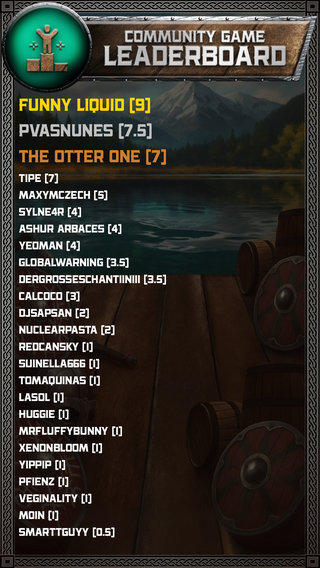 COMMUNITY GAME
LEADERBOARD
FUNNY LIQUID [9]
PVASNUNES [7.5]
THE OTTER ONE [7]
TIPE [7]
MAXYMCZECH [5]
SYLNE4R [4]
ASHUR ARBACES [4]
YEOMAN [4]
GLOBALWARNING [3.5]
DERGROSSESCHANTIINIII [3.5]
CALCOCO [3]
DJSAPSAN [2]
NUCLEARPASTA [2]
REDCANSKY [1]
SUINELLA666 [1]
TOMAQUINAS [1]
LASOL [1]
HUGGIE [1]
MRFLUFFYBUNNY [1]
XENONBLOOM [1]
YIPPIP [1]
PFIENZ [1]
VEGINALITY [1]
MOIN [1]
SMARTTGUYY [0.5]